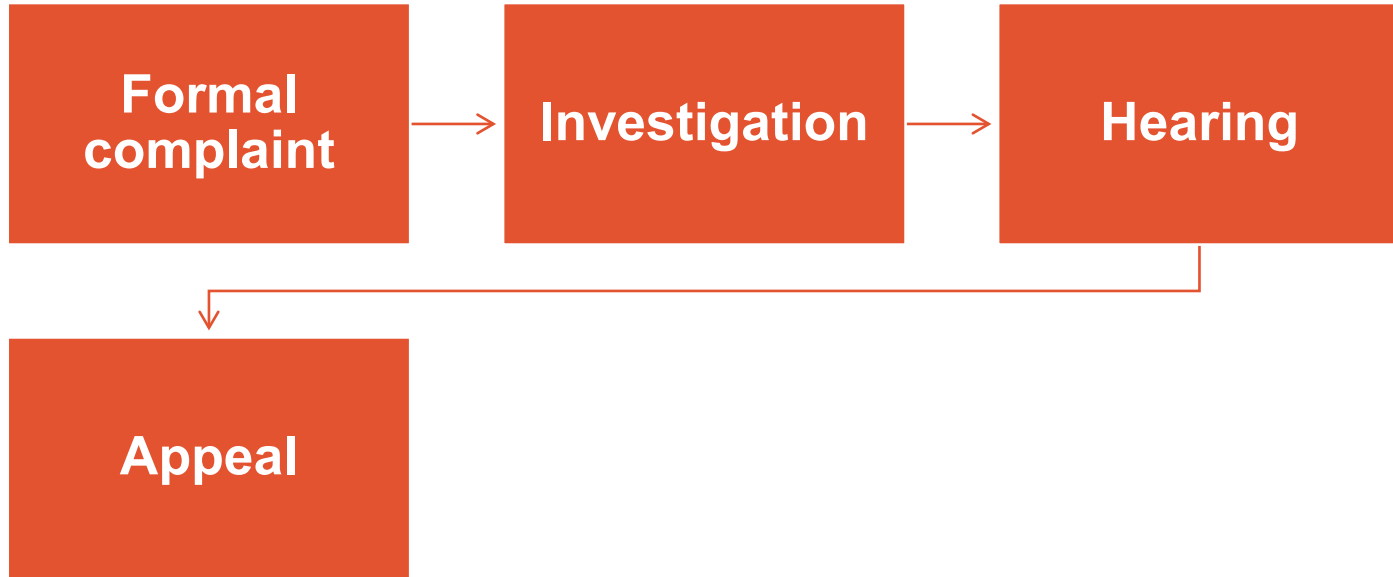 Formal
complaint
Investigation
Hearing
Appeal